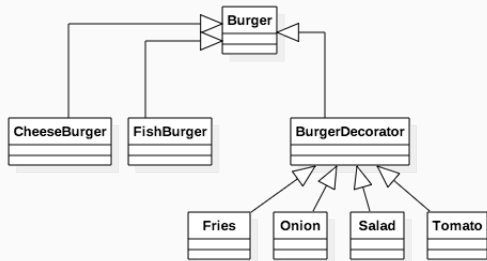 Burger
CheeseBurger
FishBurger
BurgerDecorator
Fries
Onion
Salad
Tomato